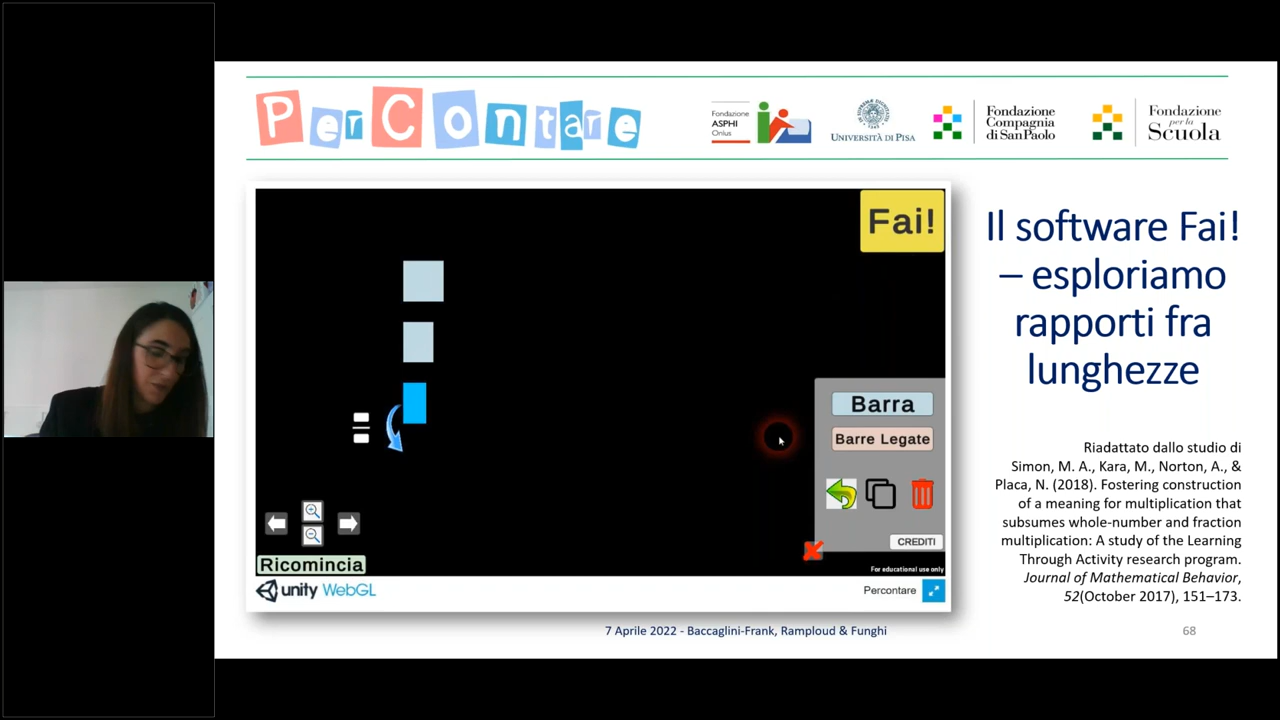 PerContare
Fondazione
ASPHI
Onlus
UNIVERSITÀ DI PISA
Fondazione
Compagnia
di San Paolo
Fondazione
per la
Scuola
Fai!
Barra
Barre Legate
CREDITI
For educational use only
Ricomincia
unity WebGL
Percontare
Il software Fai!
– esploriamo
rapporti fra
lunghezze
Riadattato dallo studio di
Simon, M. A., Kara, M., Norton, A., &
Placa, N. (2018). Fostering construction
of a meaning for multiplication that
subsumes whole-number and fraction
multiplication: A study of the Learning
Through Activity research program.
Journal of Mathematical Behavior,
52(October 2017), 151–173.
7 Aprile 2022 - Baccaglini-Frank, Ramploud & Funghi
68